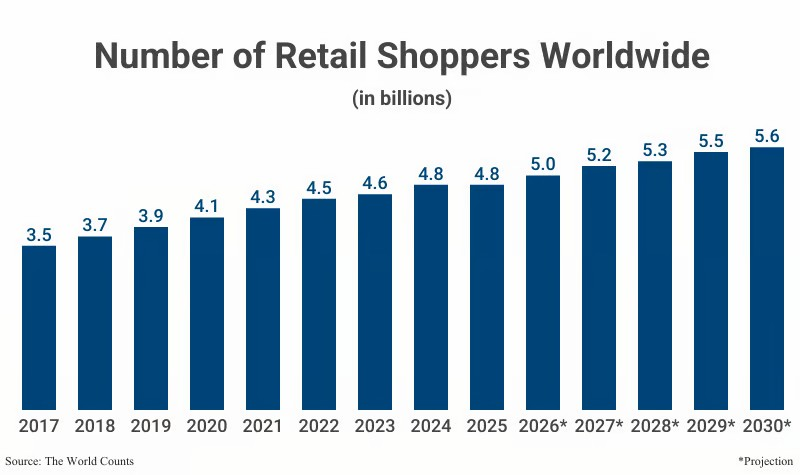 Number of Retail Shoppers Worldwide
(in billions)
3.5 3.7 3.9 4.1 4.3 4.5 4.6 4.8 4.8 5.0 5.2 5.3 5.5 5.6
2017 2018 2019 2020 2021 2022 2023 2024 2025 2026* 2027* 2028* 2029* 2030*
Source: The World Counts *Projection